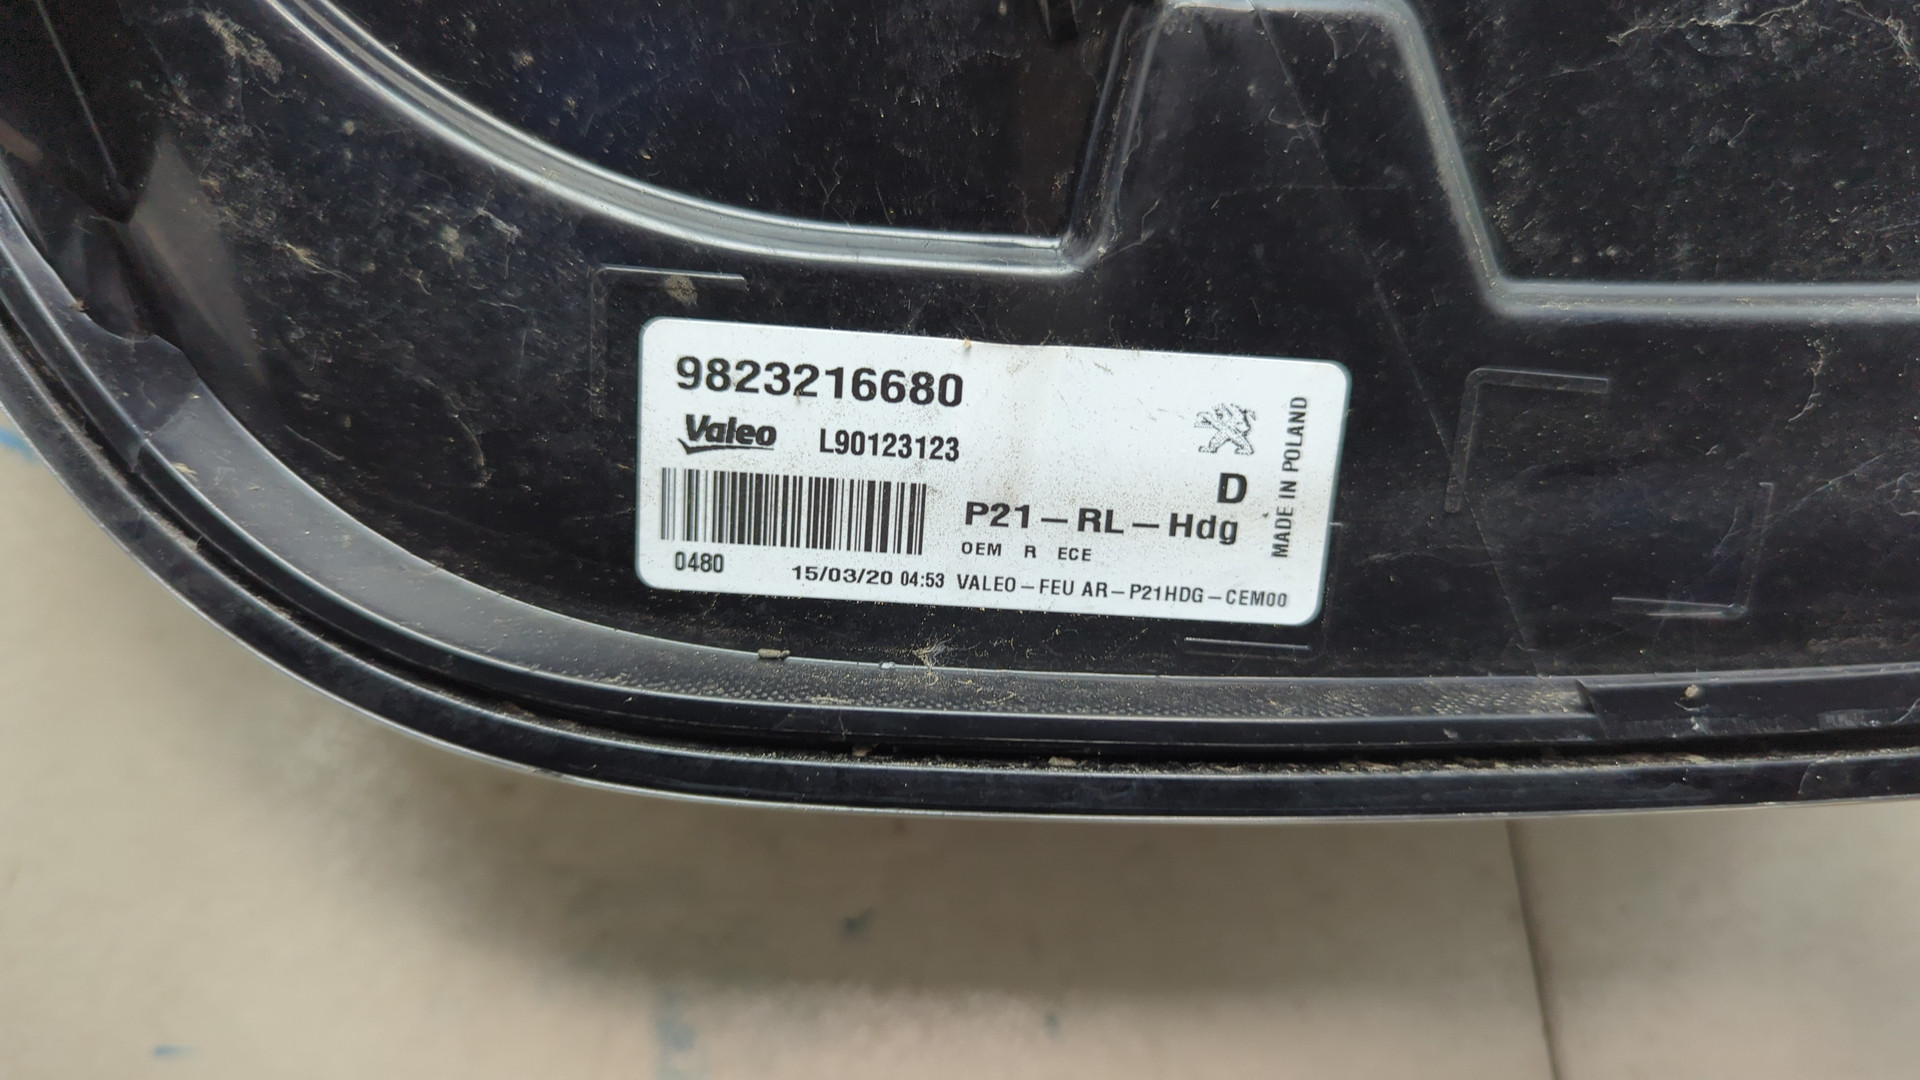 9823216680
Valeo L90123123
D
P21-RL-Hdg
OEM R ECE
0480
15/03/20 04:53 VALEO-FEU AR-P21HDG-CEM00
MADE IN POLAND